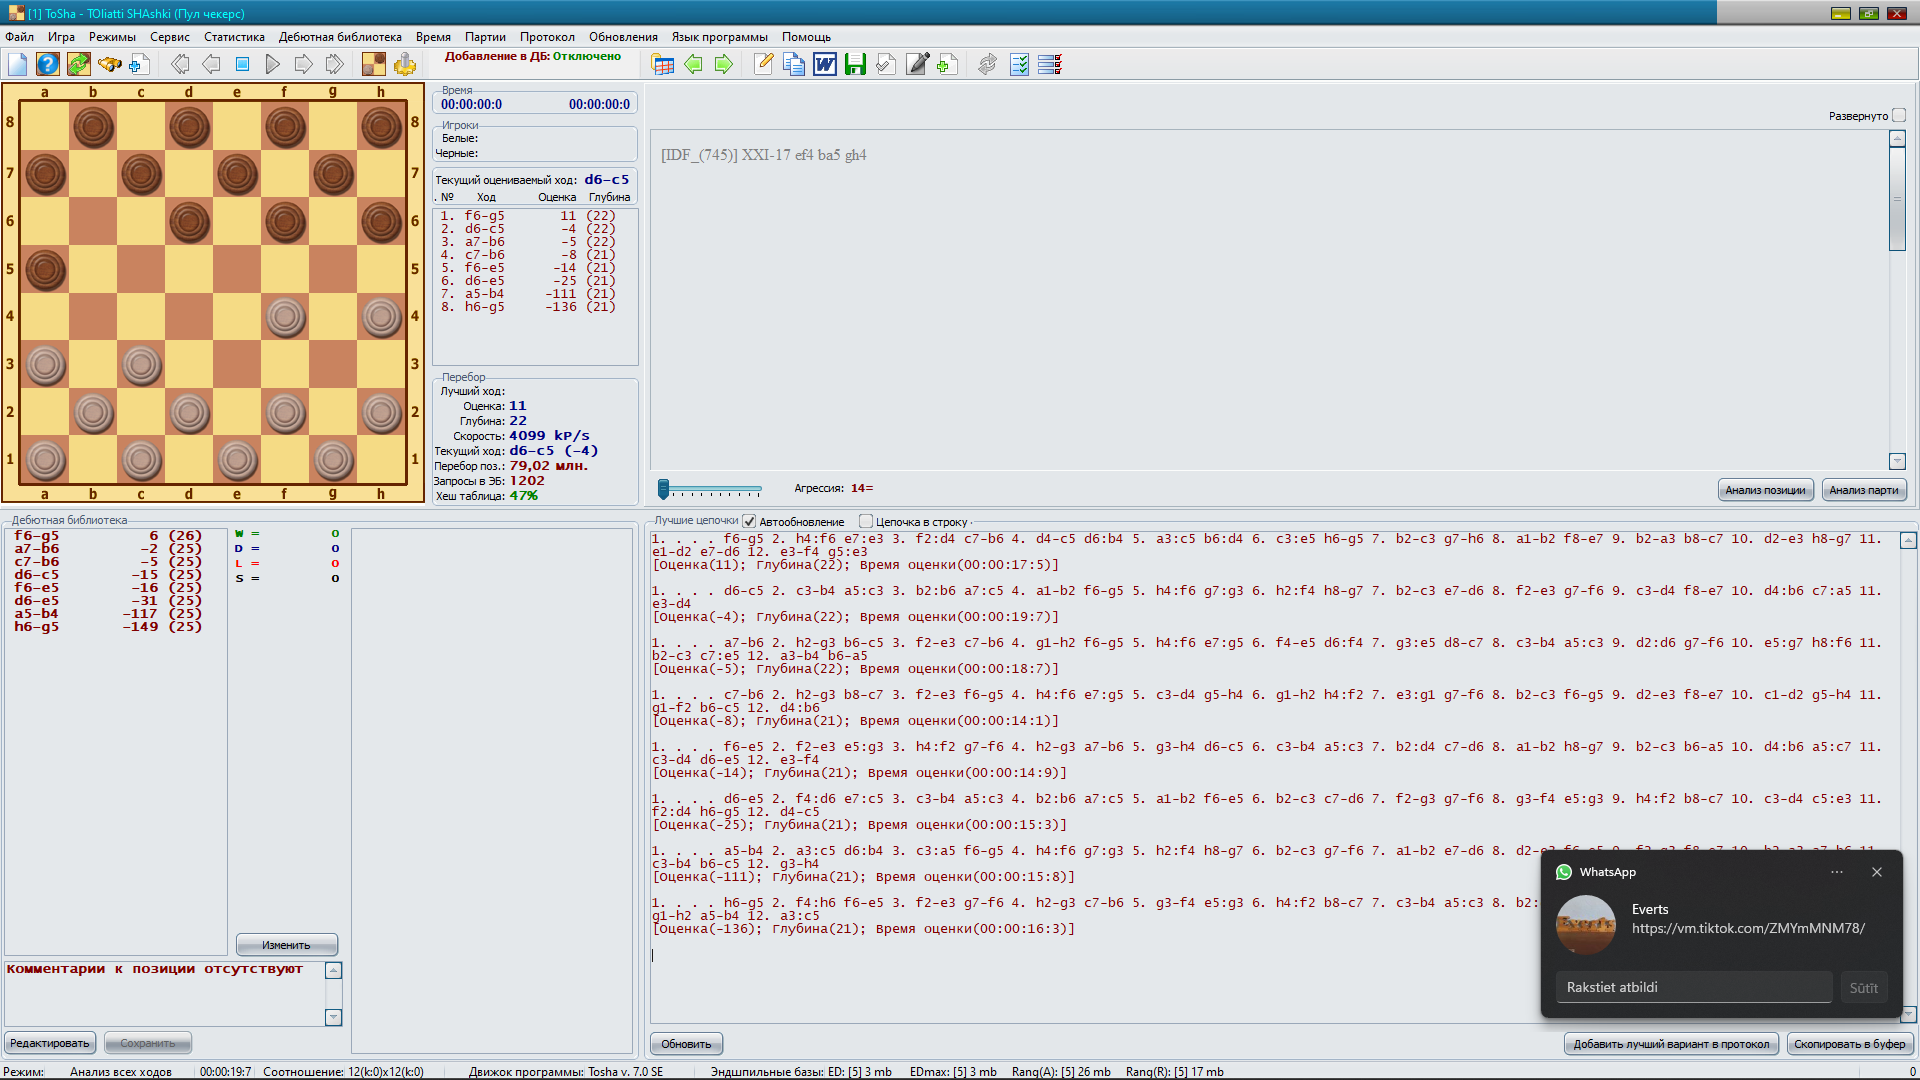 [1] ToSha - TOliatti SHAshki (Пул чекерс)
Файл Игра Режимы Сервис Статистика Дебютная библиотека Время Партии Протокол Обновления Язык программы Помощь
Добавление в ДБ: Отключено
a b c d e f g h
8 8
7 7
6 6
5 5
4 4
3 3
2 2
1 1
a b c d e f g h
Время
00:00:00:0 00:00:00:0
Игроки
Белые:
Черные:
Текущий оцениваемый ход: d6-c5
. № Ход Оценка Глубина
1. f6-g5 11 (22)
2. d6-c5 -4 (22)
3. a7-b6 -5 (22)
4. c7-b6 -8 (21)
5. f6-e5 -14 (21)
6. d6-e5 -25 (21)
7. a5-b4 -111 (21)
8. h6-g5 -136 (21)
Перебор
Лучший ход:
Оценка: 11
Глубина: 22
Скорость: 4099 kP/s
Текущий ход: d6-c5 (-4)
Перебор поз.: 79,02 млн.
Запросы в ЭБ: 1202
Хеш таблица: 47%
Развернуто
[IDF_(745)] XXI-17 ef4 ba5 gh4
Агрессия: 14=
Анализ позиции Анализ парти
Дебютная библиотека
f6-g5 6 (26)
a7-b6 -2 (25)
c7-b6 -5 (25)
d6-c5 -15 (25)
f6-e5 -16 (25)
d6-e5 -31 (25)
a5-b4 -117 (25)
h6-g5 -149 (25)
W = 0
D = 0
L = 0
S = 0
Изменить
Комментарии к позиции отсутствуют
Редактировать Сохранить
Лучшие цепочки Автообновление Цепочка в строку
1. . . . f6-g5 2. h4:f6 e7:e3 3. f2:d4 c7-b6 4. d4-c5 d6:b4 5. a3:c5 b6:d4 6. c3:e5 h6-g5 7. b2-c3 g7-h6 8. a1-b2 f8-e7 9. b2-a3 b8-c7 10. d2-e3 h8-g7 11.
e1-d2 e7-d6 12. e3-f4 g5:e3
[Оценка(11); Глубина(22); Время оценки(00:00:17:5)]
1. . . . d6-c5 2. c3-b4 a5:c3 3. b2:b6 a7:c5 4. a1-b2 f6-g5 5. h4:f6 g7:g3 6. h2:f4 h8-g7 7. b2-c3 e7-d6 8. f2-e3 g7-f6 9. c3-d4 f8-e7 10. d4:b6 c7:a5 11.
e3-d4
[Оценка(-4); Глубина(22); Время оценки(00:00:19:7)]
1. . . . a7-b6 2. h2-g3 b6-c5 3. f2-e3 c7-b6 4. g1-h2 f6-g5 5. h4:f6 e7:g5 6. f4-e5 d6:f4 7. g3:e5 d8-c7 8. c3-b4 a5:c3 9. d2:d6 g7-f6 10. e5:g7 h8:f6 11.
b2-c3 c7:e5 12. a3-b4 b6-a5
[Оценка(-5); Глубина(22); Время оценки(00:00:18:7)]
1. . . . c7-b6 2. h2-g3 b8-c7 3. f2-e3 f6-g5 4. h4:f6 e7:g5 5. c3-d4 g5-h4 6. g1-h2 h4:f2 7. e3:g1 g7-f6 8. b2-c3 f6-g5 9. d2-e3 f8-e7 10. c1-d2 g5-h4 11.
g1-f2 b6-c5 12. d4:b6
[Оценка(-8); Глубина(21); Время оценки(00:00:14:1)]
1. . . . f6-e5 2. f2-e3 e5:g3 3. h4:f2 g7-f6 4. h2-g3 a7-b6 5. g3-h4 d6-c5 6. c3-b4 a5:c3 7. b2:d4 c7-d6 8. a1-b2 h8-g7 9. b2-c3 b6-a5 10. d4:b6 a5:c7 11.
c3-d4 d6-e5 12. e3-f4
[Оценка(-14); Глубина(21); Время оценки(00:00:14:9)]
1. . . . d6-e5 2. f4:d6 e7:c5 3. c3-b4 a5:c3 4. b2:b6 a7:c5 5. a1-b2 f6-e5 6. b2-c3 c7-d6 7. f2-g3 g7-f6 8. g3-f4 e5:g3 9. h4:f2 b8-c7 10. c3-d4 c5:e3 11.
f2:d4 h6-g5 12. d4-c5
[Оценка(-25); Глубина(21); Время оценки(00:00:15:3)]
1. . . . a5-b4 2. a3:c5 d6:b4 3. c3:a5 f6-g5 4. h4:f6 g7:g3 5. h2:f4 h8-g7 6. b2-c3 g7-f6 7. a1-b2 e7-d6 8.
c3-b4 b6-c5 12. g3-h4
[Оценка(-111); Глубина(21); Время оценки(00:00:15:8)]
1. . . . h6-g5 2. f4:h6 f6-e5 3. f2-e3 g7-f6 4. h2-g3 c7-b6 5. g3-f4 e5:g3 6. h4:f2 b8-c7 7. c3-b4 a5:c3 8.
g1-h2 a5-b4 12. a3:c5
[Оценка(-136); Глубина(21); Время оценки(00:00:16:3)]
WhatsApp
Everts
https://vm.tiktok.com/ZMYmMNM78/
Rakstiet atbildi Sūtīt
Обновить Добавить лучший вариант в протокол Скопировать в буфер
Режим: Анализ всех ходов 00:00:19:7 Соотношение: 12(k:0)x12(k:0) Движок программы: Tosha v. 7.0 SE Эндшпильные базы: ED: [5] 3 mb EDmax: [5] 3 mb Rang(A): [5] 26 mb Rang(R): [5] 17 mb 0